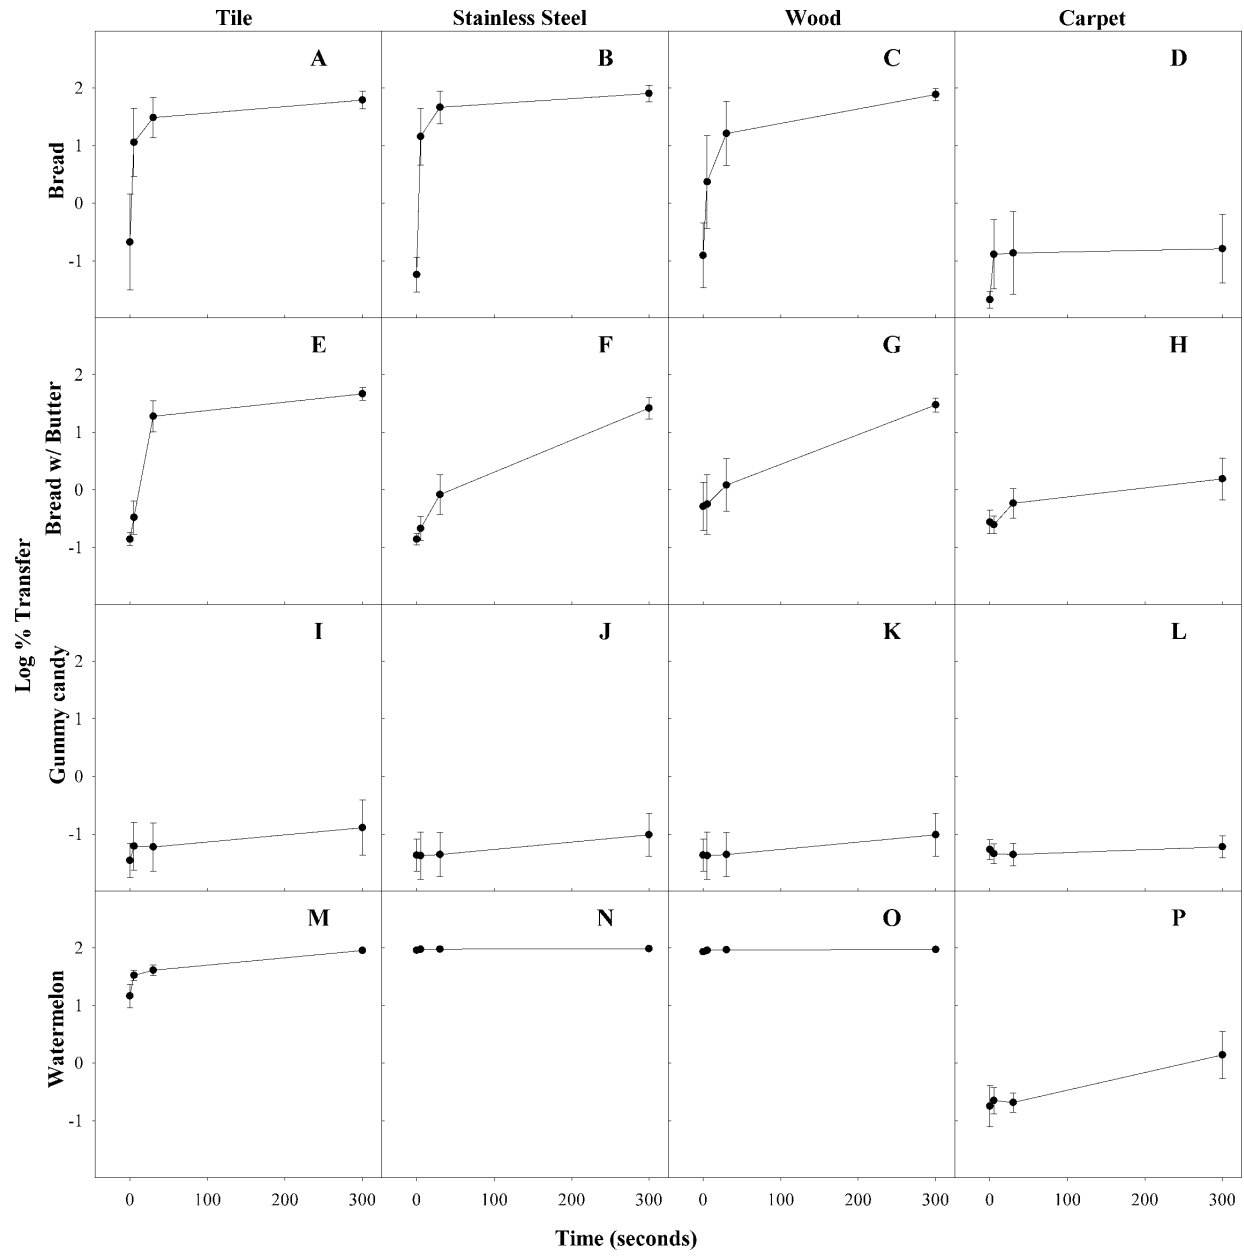 Tile Stainless Steel Wood Carpet
A B C D
2
1
0
-1
Bread
E F G H
2
1
0
-1
Bread w/ Butter
Log % Transfer
I J K L
2
1
0
-1
Gummy candy
M N O P
2
1
0
-1
Watermelon
0 100 200 300 0 100 200 300 0 100 200 300 0 100 200 300
Time (seconds)